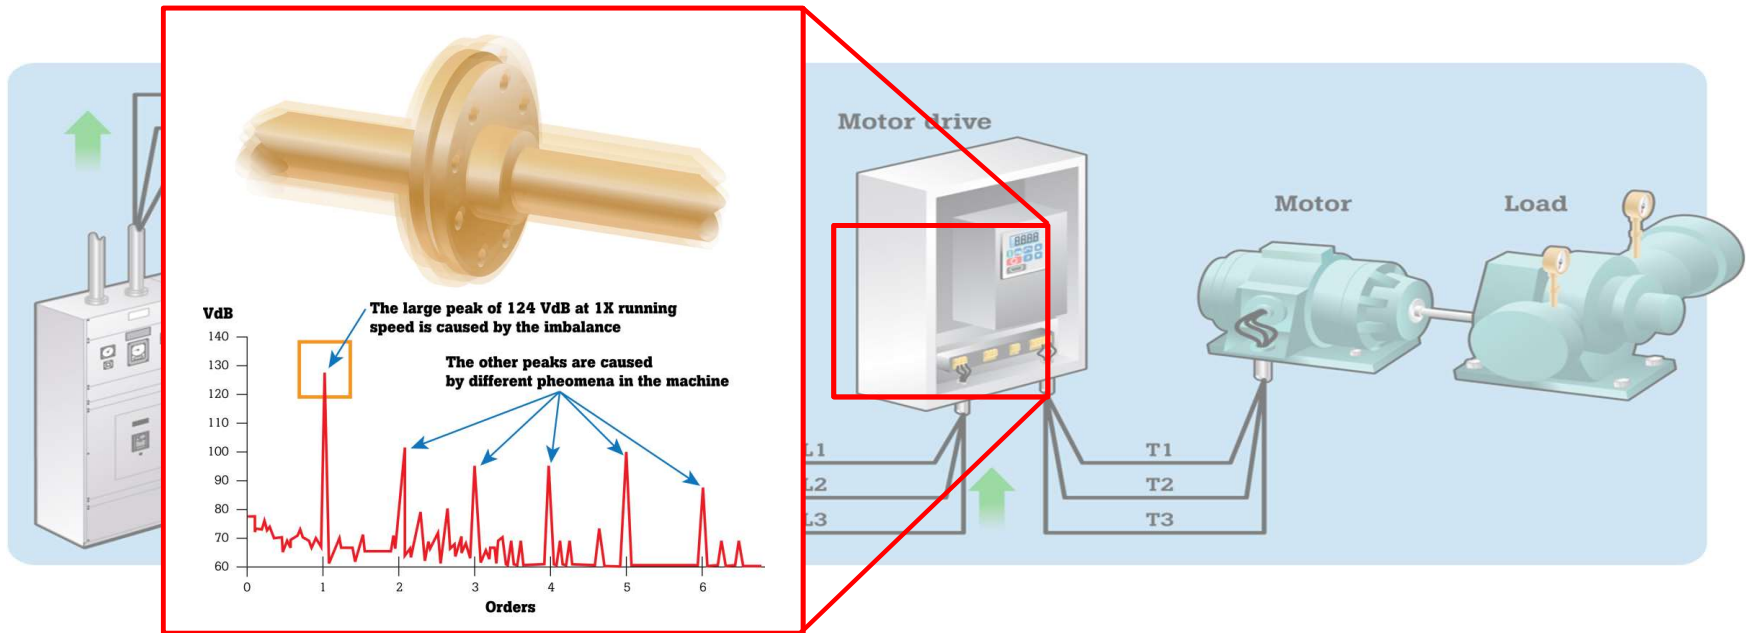 Motor drive
Motor
Load
The large peak of 124 VdB at 1X running
speed is caused by the imbalance
VdB
The other peaks are caused
by different pheomena in the machine
140
130
120
110
100
90
80
70
60
0 1 2 3 4 5 6
Orders
L1
L2
L3
T1
T2
T3
8888